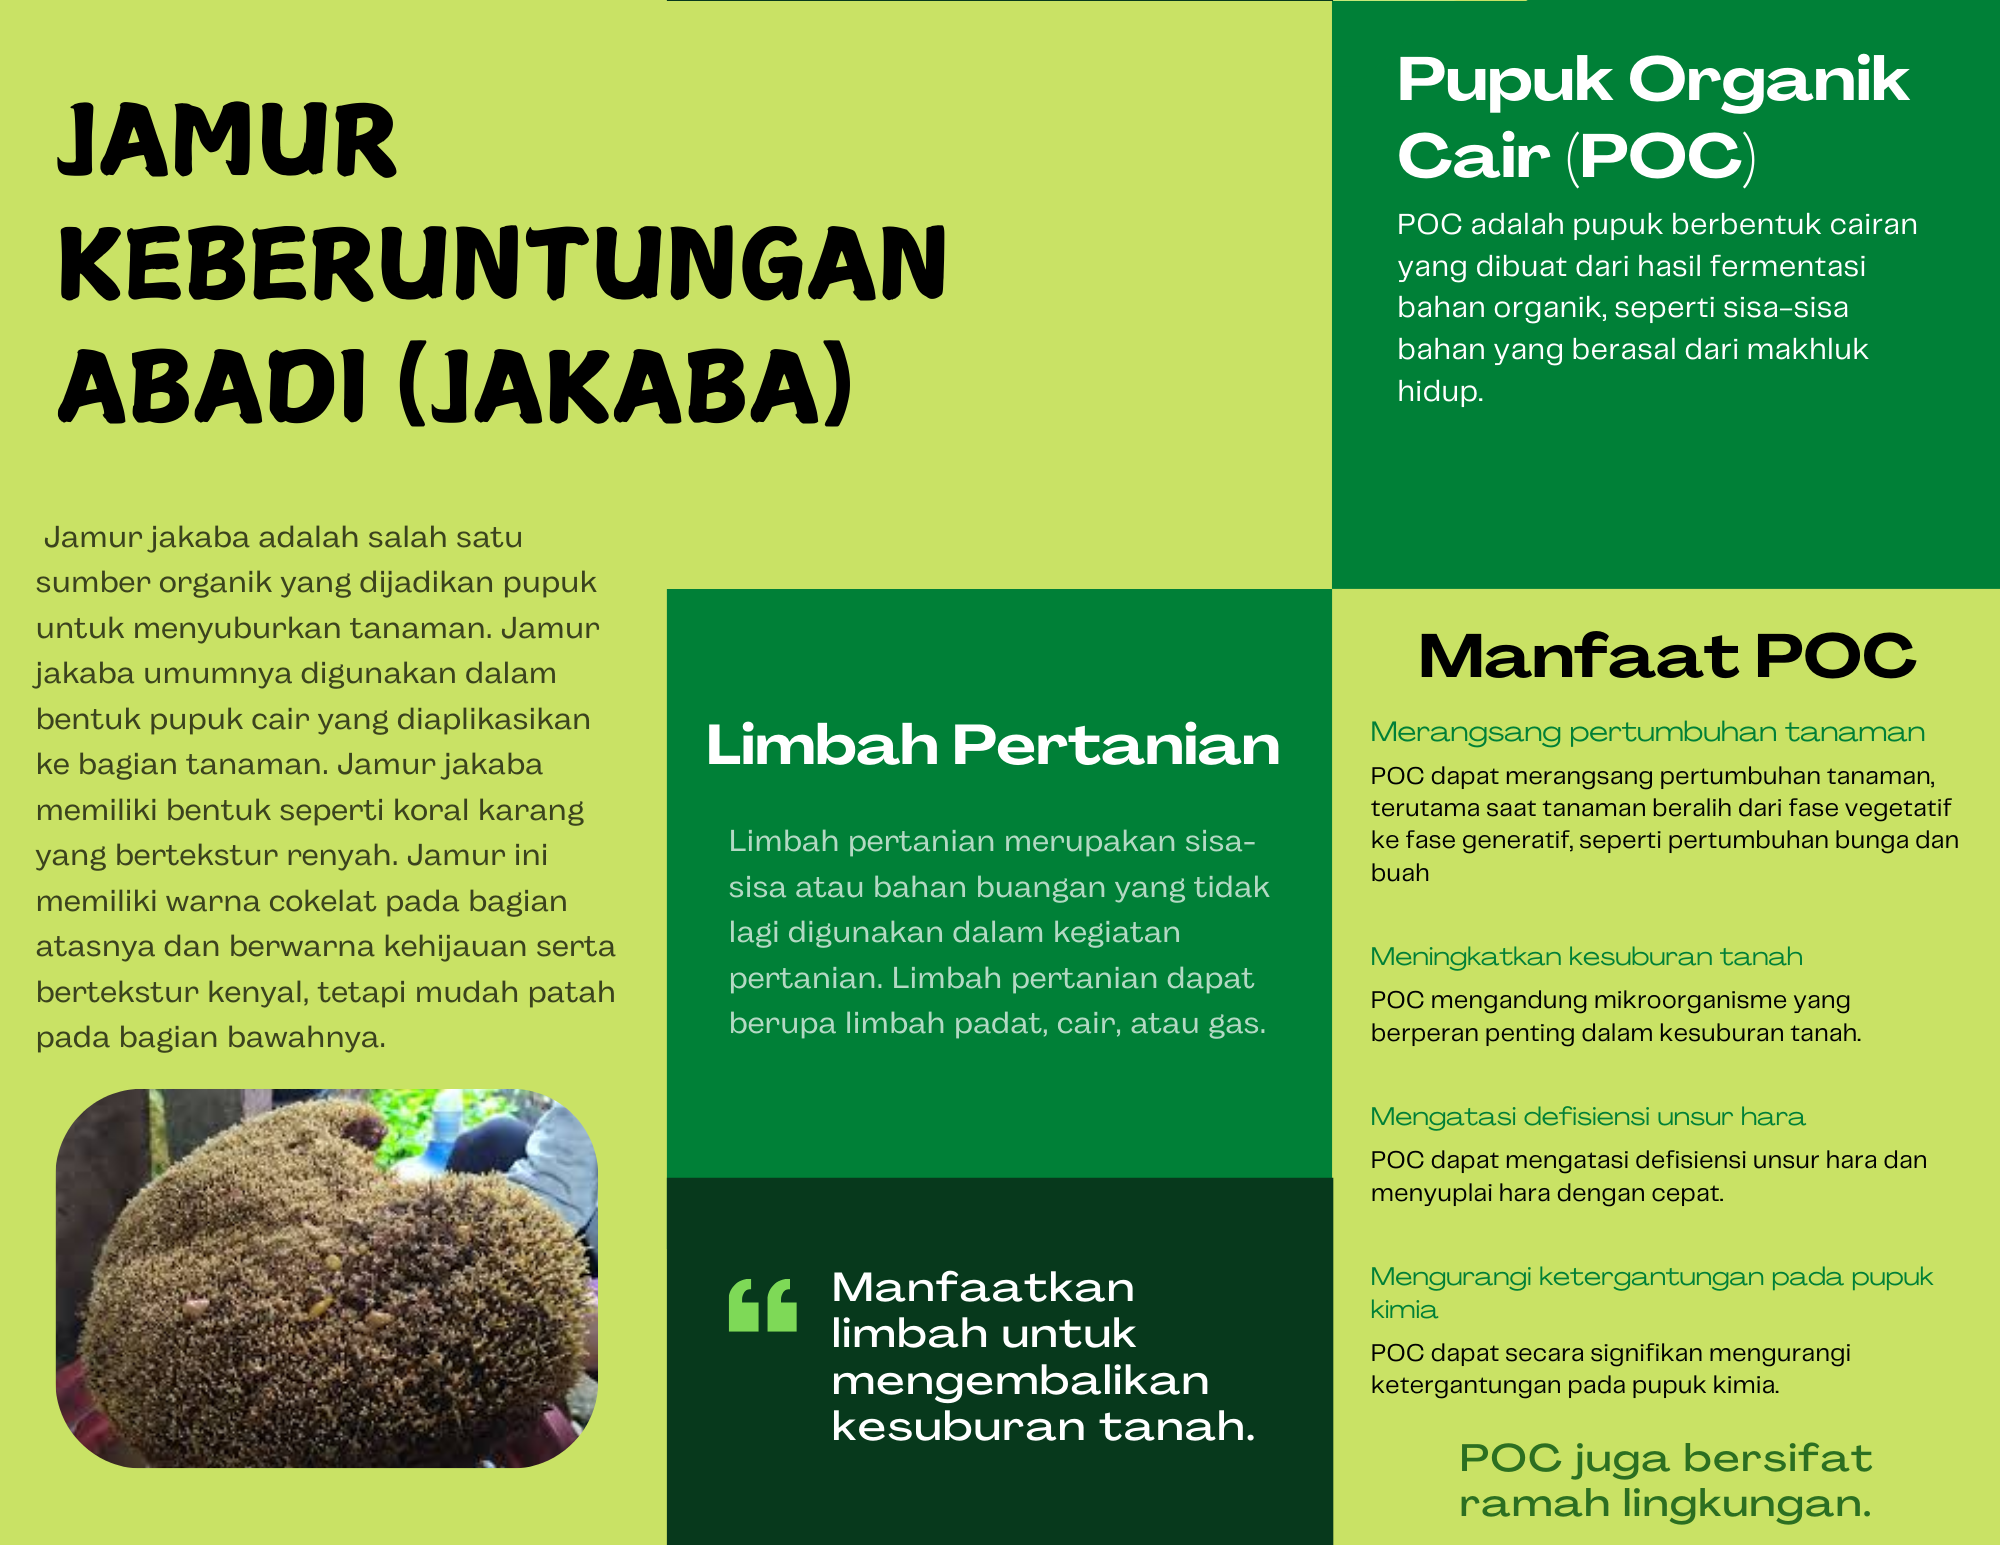 JAMUR
KEBERUNTUNGAN
ABADI (JAKABA)
Jamur jakaba adalah salah satu
sumber organik yang dijadikan pupuk
untuk menyuburkan tanaman. Jamur
jakaba umumnya digunakan dalam
bentuk pupuk cair yang diaplikasikan
ke bagian tanaman. Jamur jakaba
memiliki bentuk seperti koral karang
yang bertekstur renyah. Jamur ini
memiliki warna cokelat pada bagian
atasnya dan berwarna kehijauan serta
bertekstur kenyal, tetapi mudah patah
pada bagian bawahnya.
Limbah Pertanian
Limbah pertanian merupakan sisa-
sisa atau bahan buangan yang tidak
lagi digunakan dalam kegiatan
pertanian. Limbah pertanian dapat
berupa limbah padat, cair, atau gas.
“
Manfaatkan
limbah untuk
mengembalikan
kesuburan tanah.
Pupuk Organik
Cair (POC)
POC adalah pupuk berbentuk cairan
yang dibuat dari hasil fermentasi
bahan organik, seperti sisa-sisa
bahan yang berasal dari makhluk
hidup.
Manfaat POC
Merangsang pertumbuhan tanaman
POC dapat merangsang pertumbuhan tanaman,
terutama saat tanaman beralih dari fase vegetatif
ke fase generatif, seperti pertumbuhan bunga dan
buah
Meningkatkan kesuburan tanah
POC mengandung mikroorganisme yang
berperan penting dalam kesuburan tanah.
Mengatasi defisiensi unsur hara
POC dapat mengatasi defisiensi unsur hara dan
menyuplai hara dengan cepat.
Mengurangi ketergantungan pada pupuk
kimia
POC dapat secara signifikan mengurangi
ketergantungan pada pupuk kimia.
POC juga bersifat
ramah lingkungan.